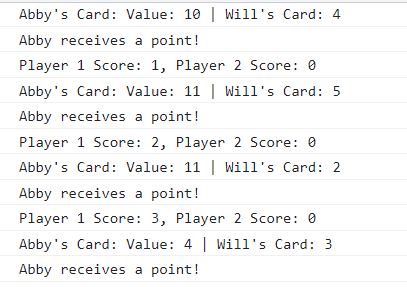 Abby's Card: Value: 10 | Will's Card: 4
Abby receives a point!
Player 1 Score: 1, Player 2 Score: 0
Abby's Card: Value: 11 | Will's Card: 5
Abby receives a point!
Player 1 Score: 2, Player 2 Score: 0
Abby's Card: Value: 11 | Will's Card: 2
Abby receives a point!
Player 1 Score: 3, Player 2 Score: 0
Abby's Card: Value: 4 | Will's Card: 3
Abby receives a point!